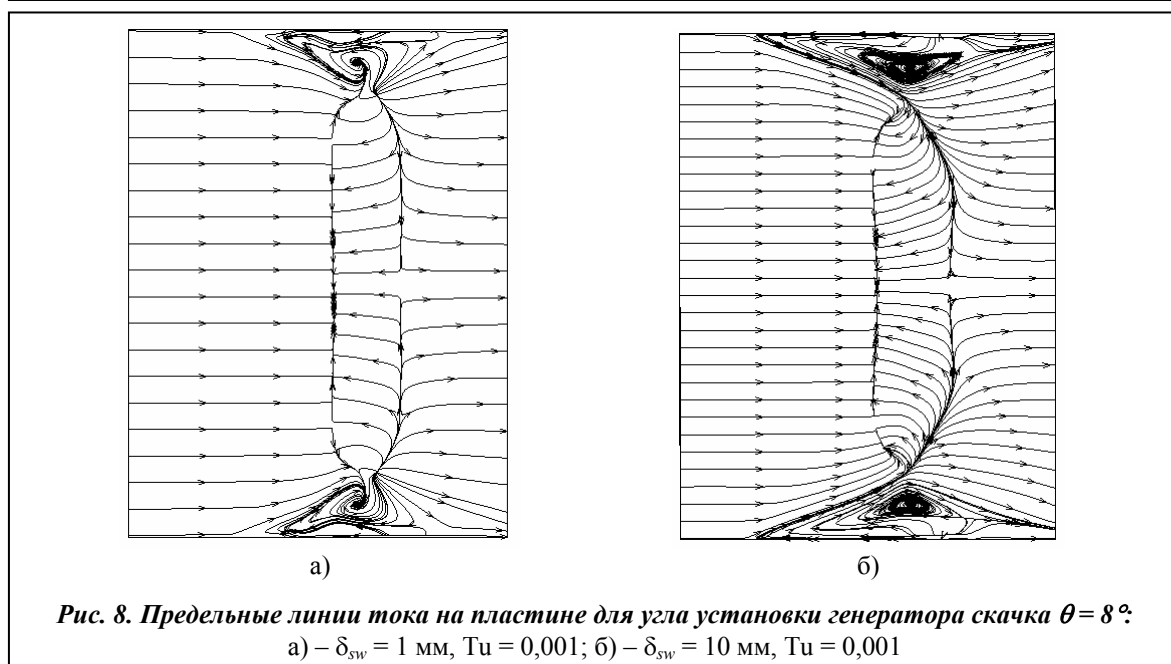 а)
б)
Рис. 8. Предельные линии тока на пластине для угла установки генератора скачка θ = 8°:
а) – δsw = 1 мм, Tu = 0,001; б) – δsw = 10 мм, Tu = 0,001